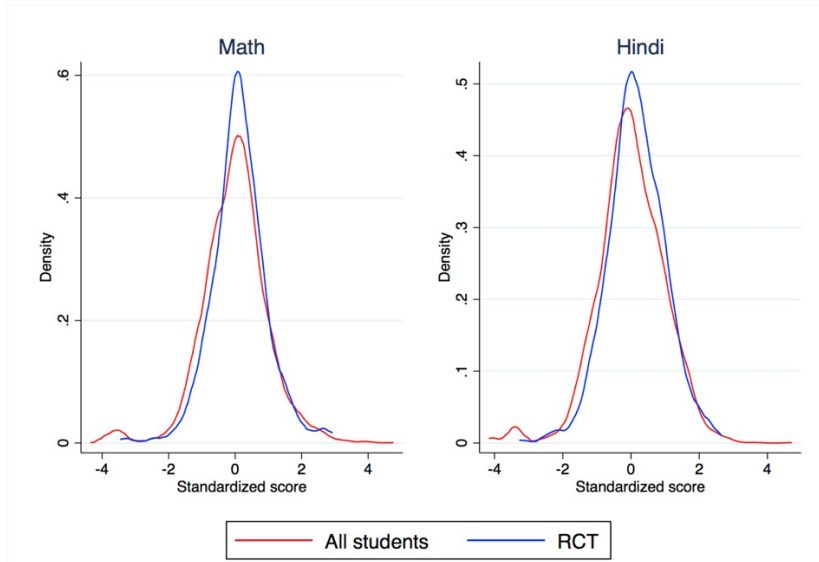 Math
Density
0
.2
.4
.6
-4 -2 0 2 4
Standardized score
Hindi
Density
0
.1
.2
.3
.4
.5
-4 -2 0 2 4
Standardized score
All students RCT